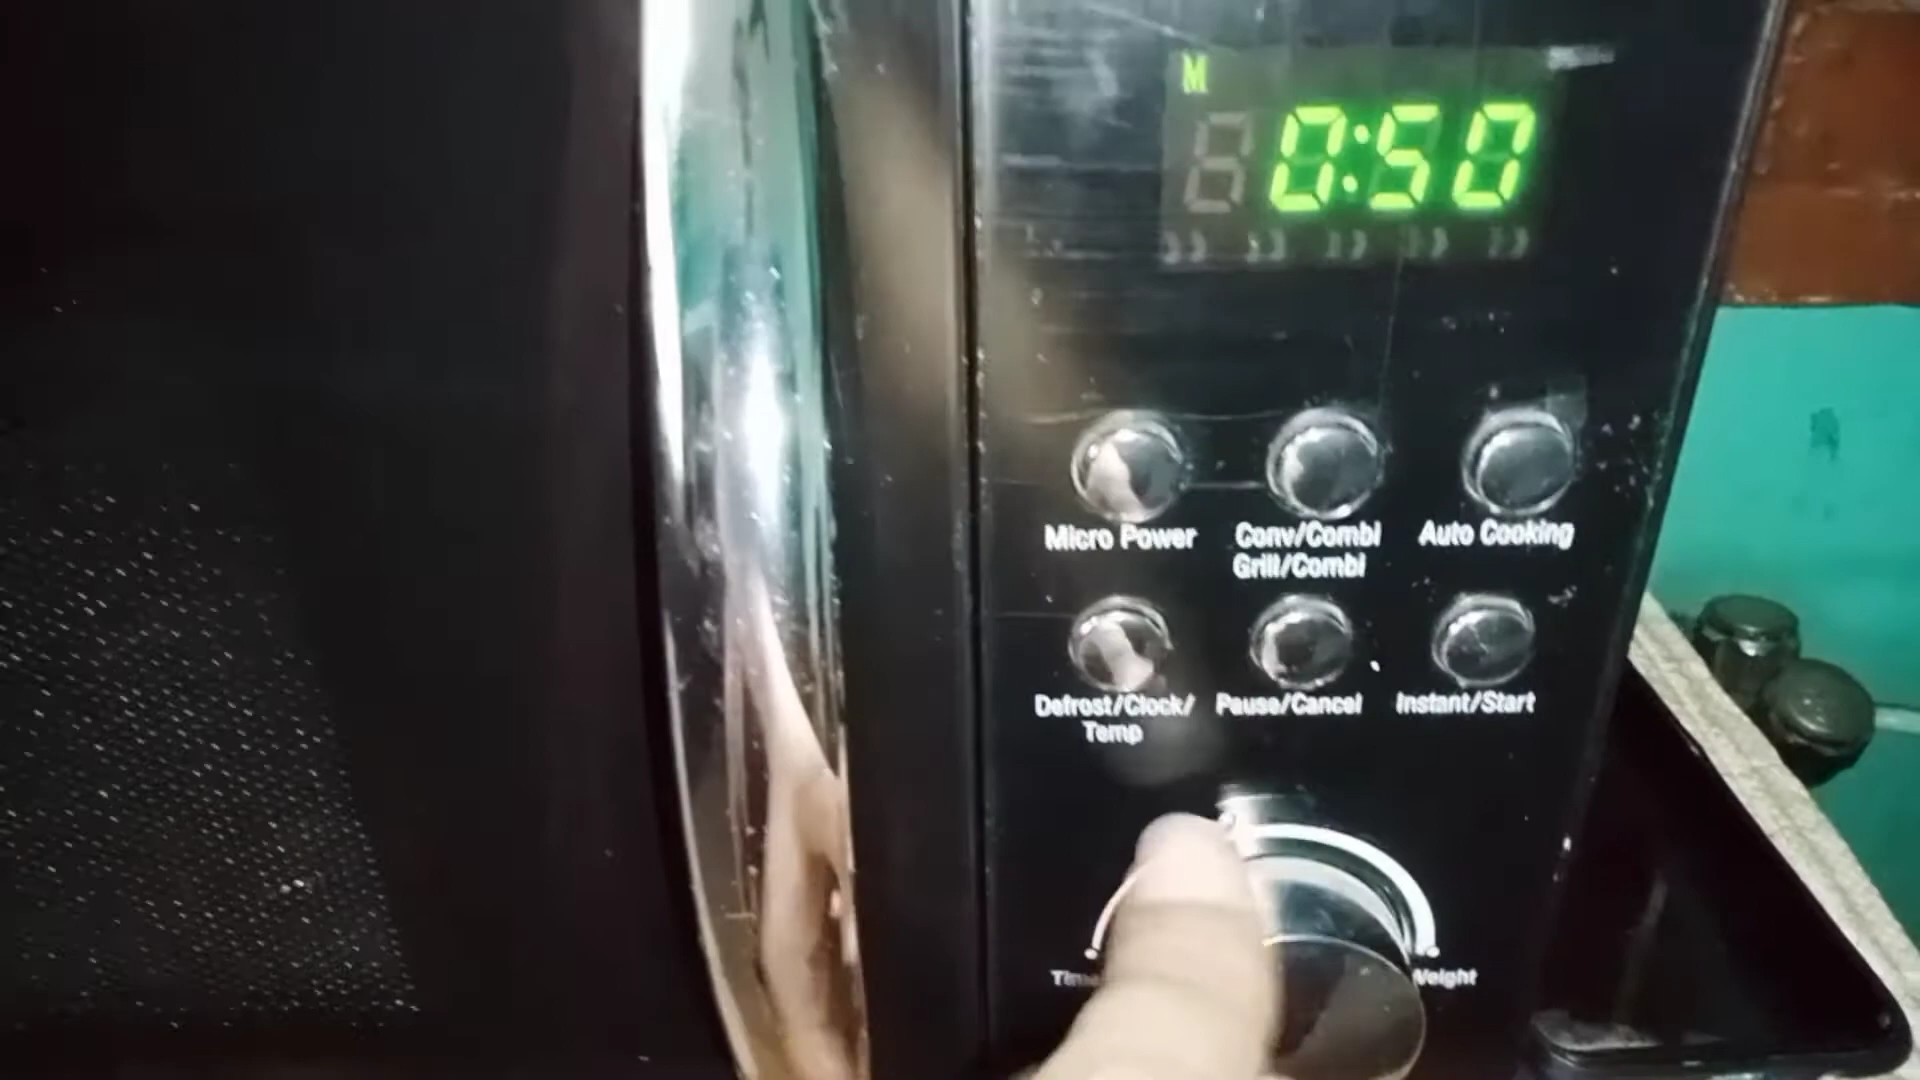 M
0:50
Micro Power
Conv/Combi
Grill/Combi
Auto Cooking
Defrost/Clock/
Temp
Pause/Cancel
Instant/Start
Weight